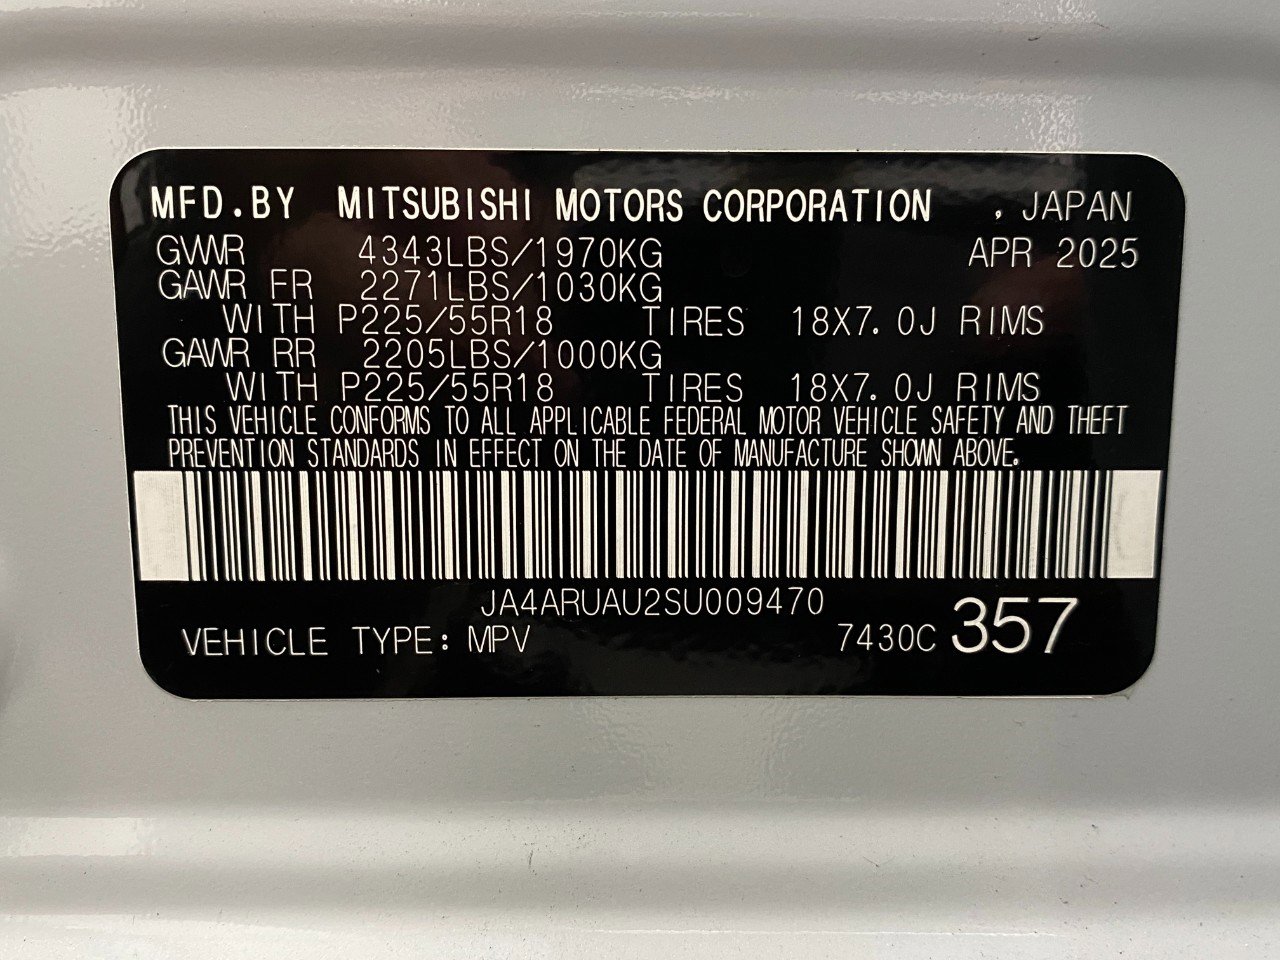 MFD.BY MITSUBISHI MOTORS CORPORATION , JAPAN
GVWR 4343LBS/1970KG APR 2025
GAWR FR 2271LBS/1030KG
WITH P225/55R18 TIRES 18X7.0J RIMS
GAWR RR 2205LBS/1000KG
WITH P225/55R18 TIRES 18X7.0J RIMS
THIS VEHICLE CONFORMS TO ALL APPLICABLE FEDERAL MOTOR VEHICLE SAFETY AND THEFT
PREVENTION STANDARDS IN EFFECT ON THE DATE OF MANUFACTURE SHOWN ABOVE.
JA4ARUAU2SU009470
VEHICLE TYPE: MPV 7430C 357